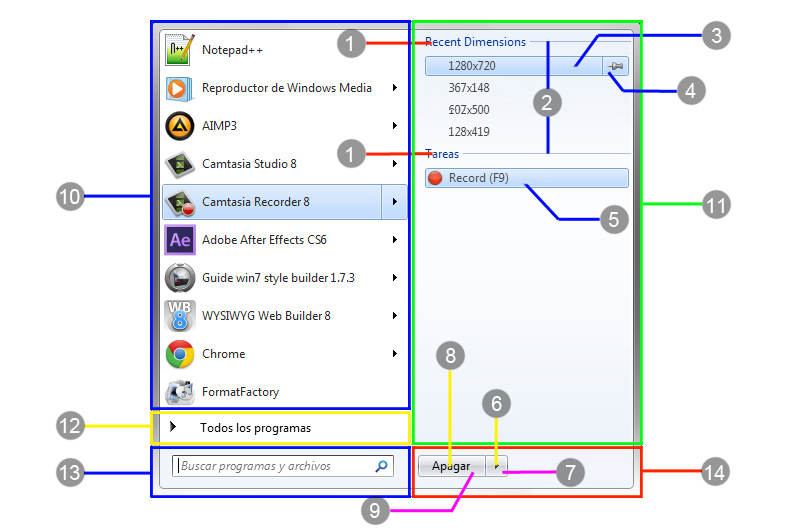 Notepad++
Reproductor de Windows Media
AIMP3
Camtasia Studio 8
Camtasia Recorder 8
Ae Adobe After Effects CS6
Guide win7 style builder 1.7.3
WB 8 WYSIWYG Web Builder 8
Chrome
FormatFactory
Todos los programas
Buscar programas y archivos
Recent Dimensions
1280x720
367x148
602x500
128x419
Tareas
Record (F9)
Apagar
1
2
3
4
1
5
6
7
8
9
10
11
12
13
14